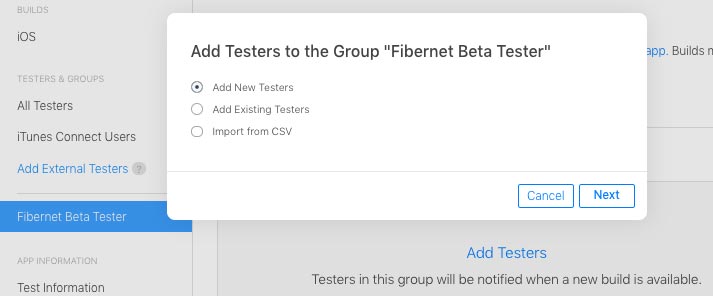 BUILDS
iOS
TESTERS & GROUPS
All Testers
iTunes Connect Users
Add External Testers ?
Fibernet Beta Tester
APP INFORMATION
Test Information
Add Testers to the Group "Fibernet Beta Tester"
Add New Testers
Add Existing Testers
Import from CSV
Cancel Next
app. Builds
Add Testers
Testers in this group will be notified when a new build is available.